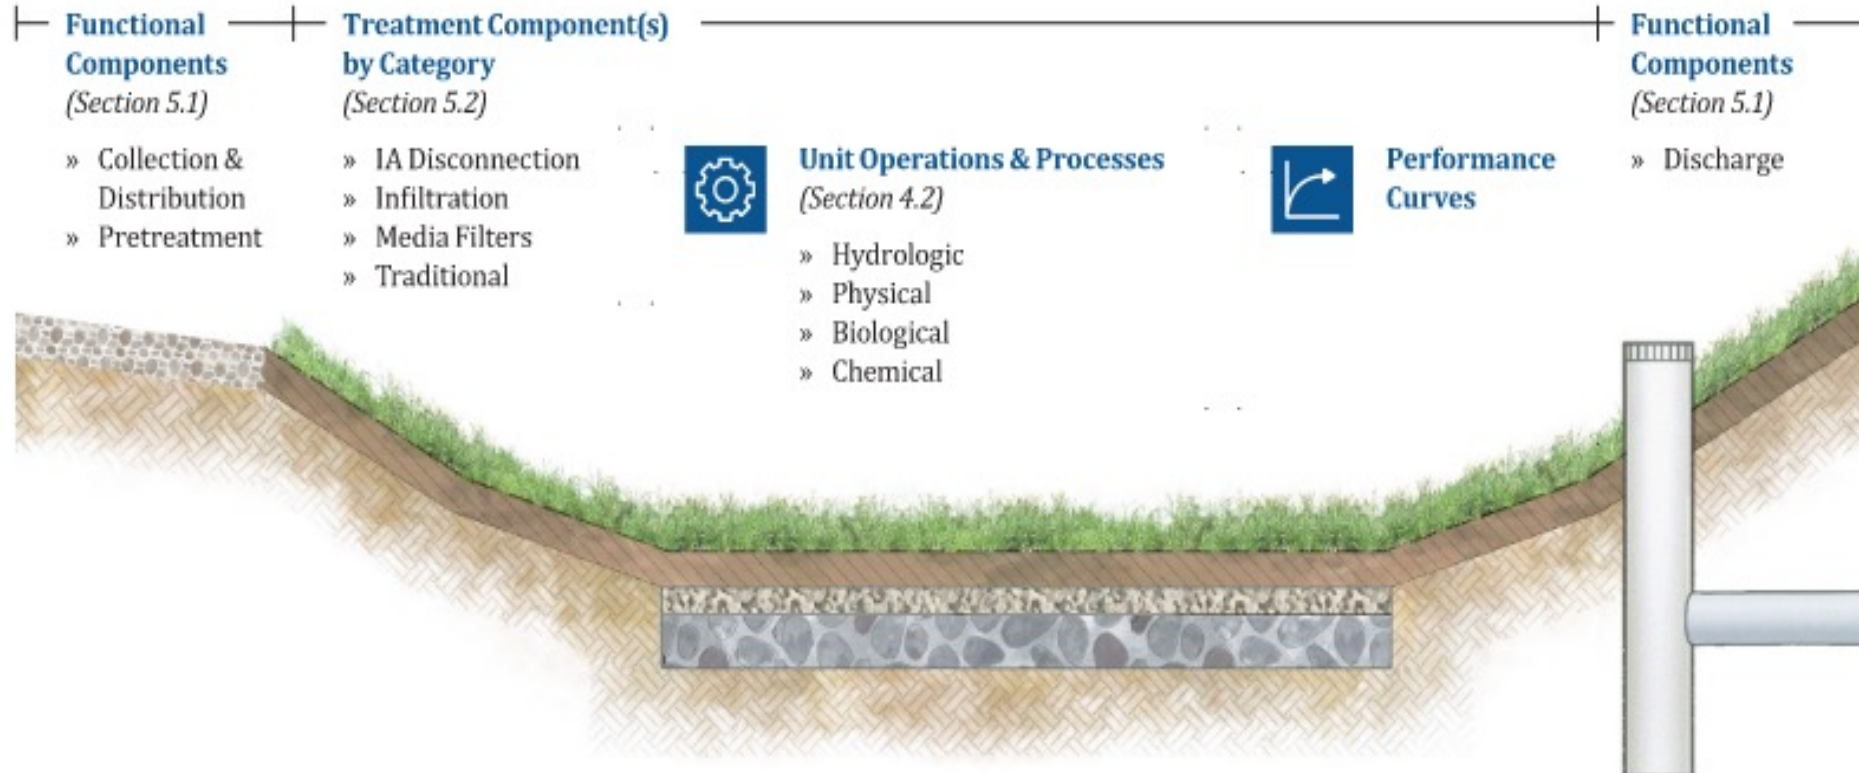 Functional
Components
(Section 5.1)
» Collection &
Distribution
» Pretreatment
Treatment Component(s)
by Category
(Section 5.2)
» IA Disconnection
» Infiltration
» Media Filters
» Traditional
Unit Operations & Processes
(Section 4.2)
» Hydrologic
» Physical
» Biological
» Chemical
Performance
Curves
Functional
Components
(Section 5.1)
» Discharge